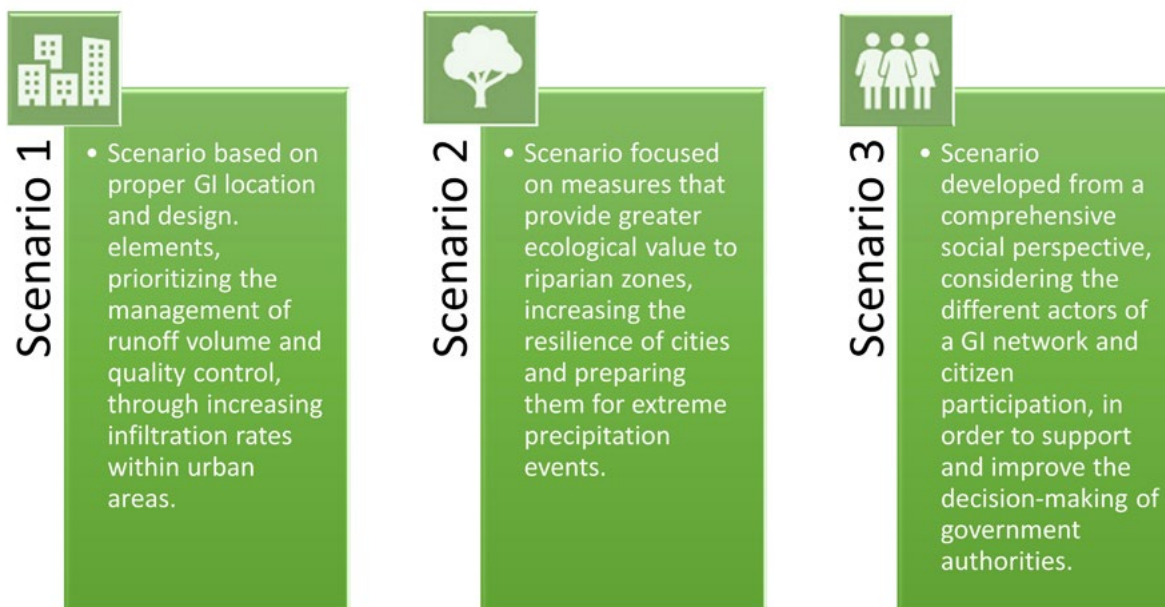 Scenario 1
• Scenario based on
proper GI location
and design.
elements,
prioritizing the
management of
runoff volume and
quality control,
through increasing
infiltration rates
within urban
areas.
Scenario 2
• Scenario focused
on measures that
provide greater
ecological value to
riparian zones,
increasing the
resilience of cities
and preparing
them for extreme
precipitation
events.
Scenario 3
• Scenario
developed from a
comprehensive
social perspective,
considering the
different actors of
a GI network and
citizen
participation, in
order to support
and improve the
decision-making of
government
authorities.